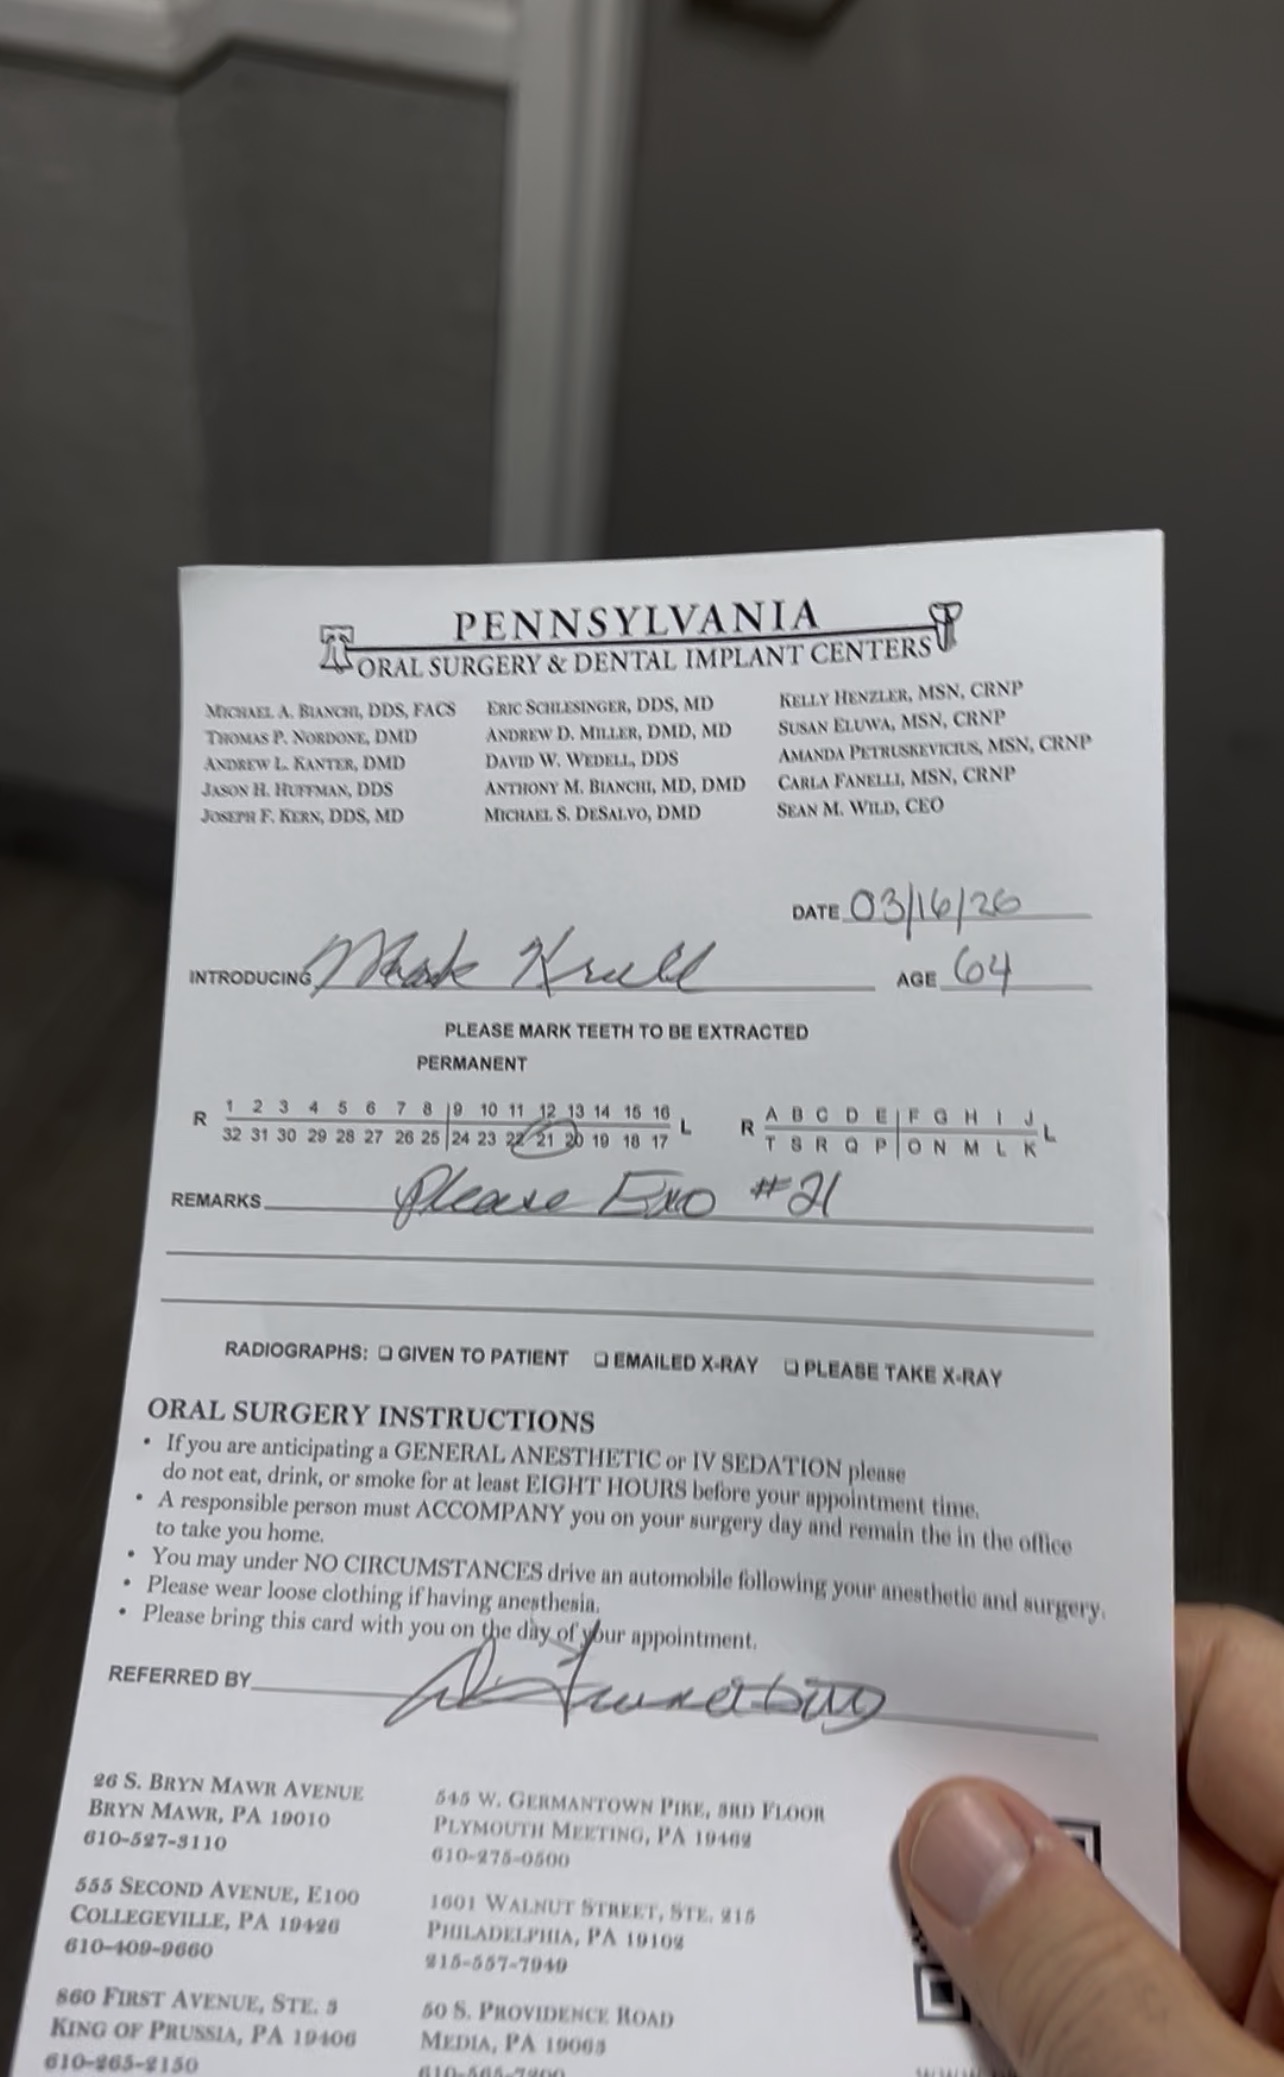 PENNSYLVANIA
ORAL SURGERY & DENTAL IMPLANT CENTERS
MICHAEL A. BIANCHI, DDS, FACS ERIC SCHLESINGER, DDS, MD KELLY HENZLER, MSN, CRNP
THOMAS P. NORDONE, DMD ANDREW D. MILLER, DMD, MD SUSAN ELUWA, MSN, CRNP
ANDREW L. KANTER, DMD DAVID W. WEDELL, DDS AMANDA PETRUSKEVICIUS, MSN, CRNP
JASON H. HUFFMAN, DDS ANTHONY M. BIANCHI, MD, DMD CARLA FANELLI, MSN, CRNP
JOSEPH F. KERN, DDS, MD MICHAEL S. DESALVO, DMD SEAN M. WILD, CEO
DATE 03/16/26
INTRODUCING Mark Krull AGE 64
PLEASE MARK TEETH TO BE EXTRACTED
PERMANENT
R 1 2 3 4 5 6 7 8 9 10 11 12 13 14 15 16 L R A B C D E F G H I J L
32 31 30 29 28 27 26 25 24 23 22 21 20 19 18 17 T S R Q P O N M L K
REMARKS Please Exo #21
RADIOGRAPHS: GIVEN TO PATIENT EMAILED X-RAY PLEASE TAKE X-RAY
ORAL SURGERY INSTRUCTIONS
• If you are anticipating a GENERAL ANESTHETIC or IV SEDATION please
do not eat, drink, or smoke for at least EIGHT HOURS before your appointment time.
• A responsible person must ACCOMPANY you on your surgery day and remain the in the office
to take you home.
• You may under NO CIRCUMSTANCES drive an automobile following your anesthetic and surgery.
• Please wear loose clothing if having anesthesia.
• Please bring this card with you on the day of your appointment.
REFERRED BY
26 S. BRYN MAWR AVENUE
BRYN MAWR, PA 19010
610-527-3110
555 SECOND AVENUE, E100
COLLEGEVILLE, PA 19426
610-409-9660
860 FIRST AVENUE, STE. 3
KING OF PRUSSIA, PA 19406
610-265-2150
545 W. GERMANTOWN PIKE, 3RD FLOOR
PLYMOUTH MEETING, PA 19462
610-275-0500
1601 WALNUT STREET, STE. 215
PHILADELPHIA, PA 19102
215-557-7949
50 S. PROVIDENCE ROAD
MEDIA, PA 19063